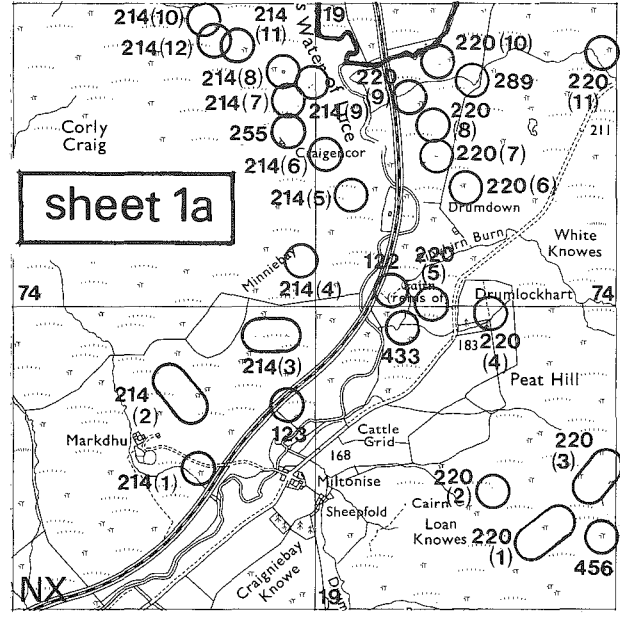 214(10)
214
(11)
19
214(12)
s Water of Luce
220 (10)
214(8)
220
(9)
289
220
(11)
214(7)
214(9)
220
(8)
211
Corly
Craig
255
Craigencor
220(7)
214(6)
sheet 1a
214(5)
220(6)
Drumdown
Burn
White
Knowes
Minniebay
122
220
(5)
214(4)
74
Cairn
(rems of)
Drumlockhart
74
433
183
220
(4)
214(3)
214
(2)
Peat Hill
123
Markdhu
Cattle
Grid
220
(3)
168
214(1)
220
(2)
Miltonise
Cairn
Sheepfold
Loan
Knowes
220
(1)
456
Craigniebay
Knowe
NX
19